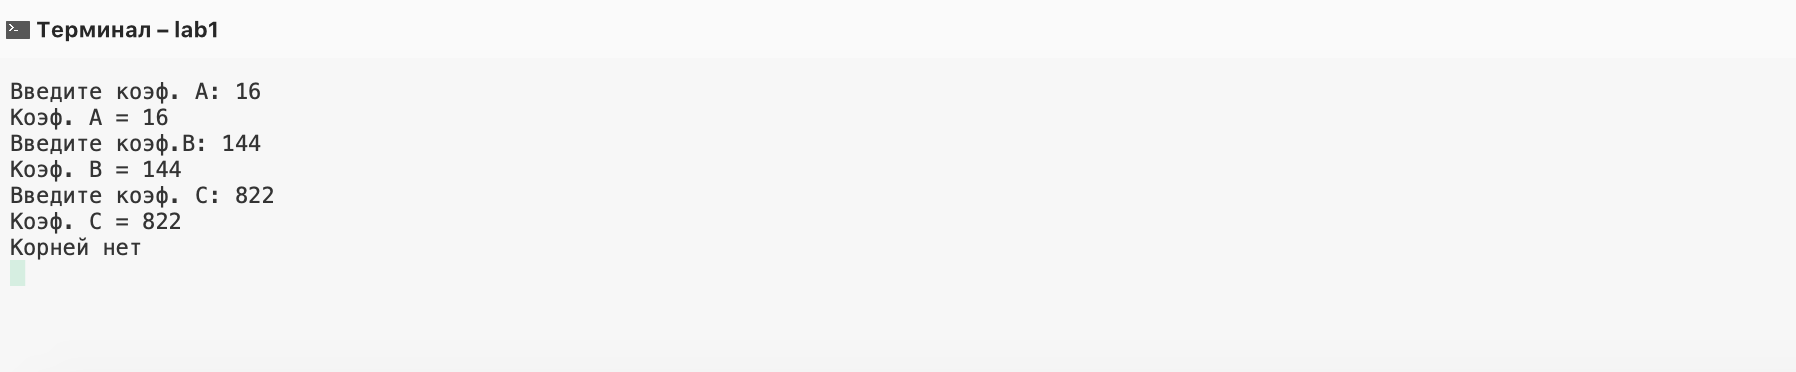 Терминал – lab1
Введите коэф. А: 16
Коэф. А = 16
Введите коэф.В: 144
Коэф. В = 144
Введите коэф. С: 822
Коэф. С = 822
Корней нет